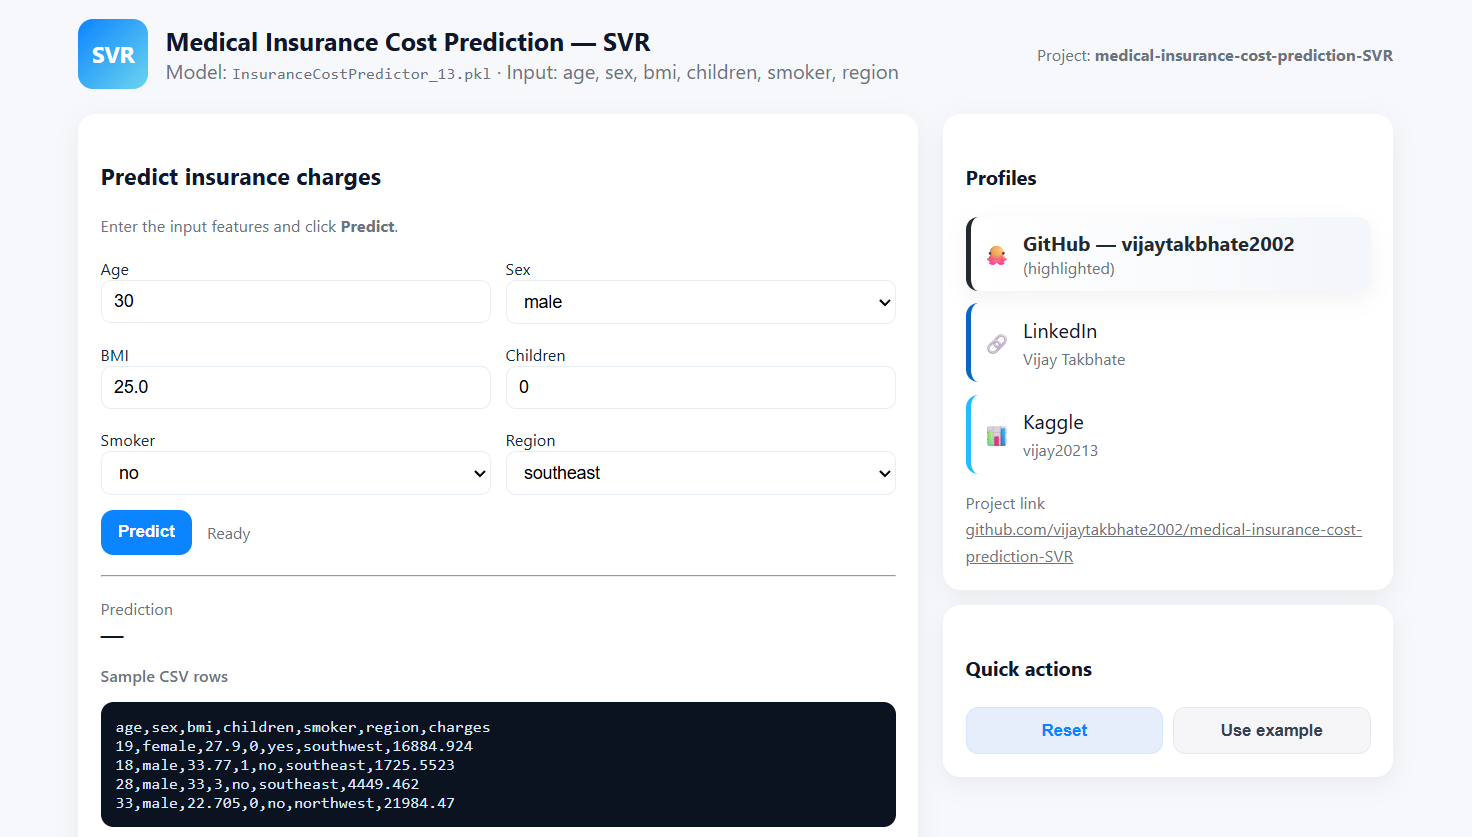 SVR
Medical Insurance Cost Prediction — SVR
Model: InsuranceCostPredictor_13.pkl · Input: age, sex, bmi, children, smoker, region
Project: medical-insurance-cost-prediction-SVR
Predict insurance charges
Enter the input features and click Predict.
Age
30
Sex
male
BMI
25.0
Children
0
Smoker
no
Region
southeast
Predict
Ready
Prediction
—
Sample CSV rows
age,sex,bmi,children,smoker,region,charges
19,female,27.9,0,yes,southwest,16884.924
18,male,33.77,1,no,southeast,1725.5523
28,male,33,3,no,southeast,4449.462
33,male,22.705,0,no,northwest,21984.47
Profiles
GitHub — vijaytakbhate2002
(highlighted)
LinkedIn
Vijay Takbhate
Kaggle
vijay20213
Project link
github.com/vijaytakbhate2002/medical-insurance-cost-
prediction-SVR
Quick actions
Reset
Use example